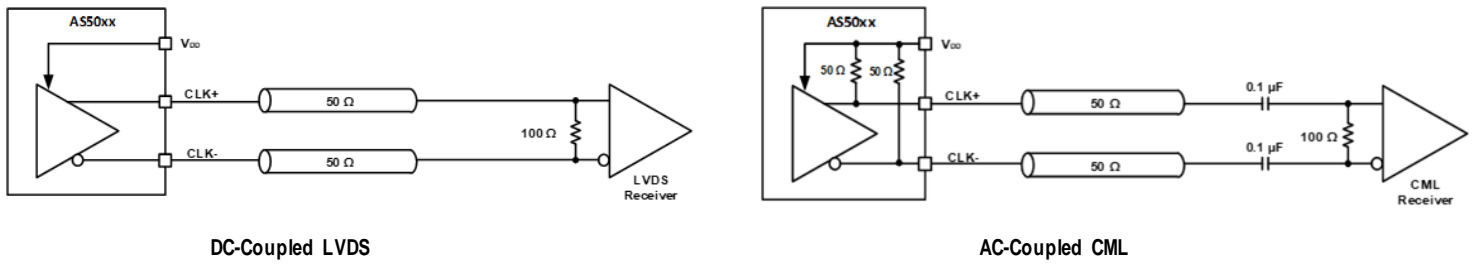 AS50xx
VDD
CLK+
50 Ω
100 Ω
CLK-
50 Ω
LVDS
Receiver
DC-Coupled LVDS
AS50xx
VDD
50 Ω 50 Ω
CLK+
50 Ω
0.1 µF
100 Ω
CLK-
50 Ω
0.1 µF
CML
Receiver
AC-Coupled CML